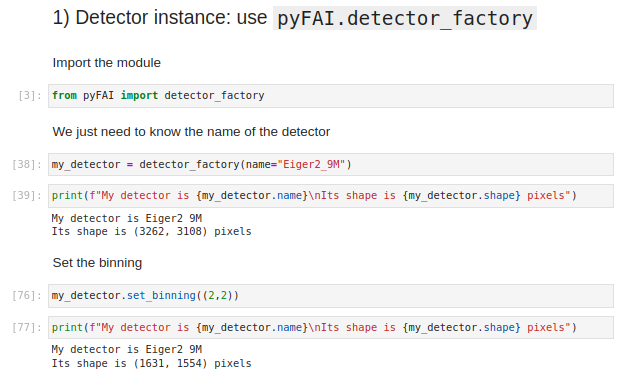 1) Detector instance: use pyFAI.detector_factory
Import the module
[3]: from pyFAI import detector_factory
We just need to know the name of the detector
[38]: my_detector = detector_factory(name="Eiger2_9M")
[39]: print(f"My detector is {my_detector.name}\nIts shape is {my_detector.shape} pixels")
My detector is Eiger2 9M
Its shape is (3262, 3108) pixels
Set the binning
[76]: my_detector.set_binning((2,2))
[77]: print(f"My detector is {my_detector.name}\nIts shape is {my_detector.shape} pixels")
My detector is Eiger2 9M
Its shape is (1631, 1554) pixels